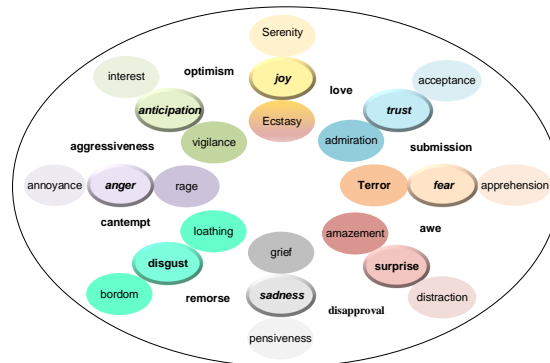 Serenity
optimism
joy
interest
love
acceptance
anticipation
trust
Ecstasy
vigilance
admiration
aggressiveness
submission
annoyance
anger
rage
Terror
fear
apprehension
cantempt
loathing
amazement
awe
grief
disgust
surprise
bordom
remorse
sadness
disapproval
distraction
pensiveness